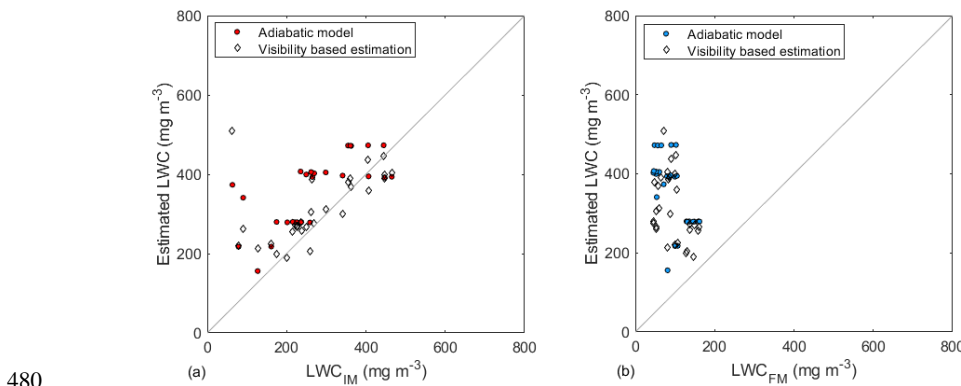 800
600
400
200
0
Estimated LWC (mg m⁻³)
Adiabatic model
Visibility based estimation
0 200 400 600 800
(a) LWC_IM (mg m⁻³)
800
600
400
200
0
Estimated LWC (mg m⁻³)
Adiabatic model
Visibility based estimation
0 200 400 600 800
(b) LWC_FM (mg m⁻³)
480